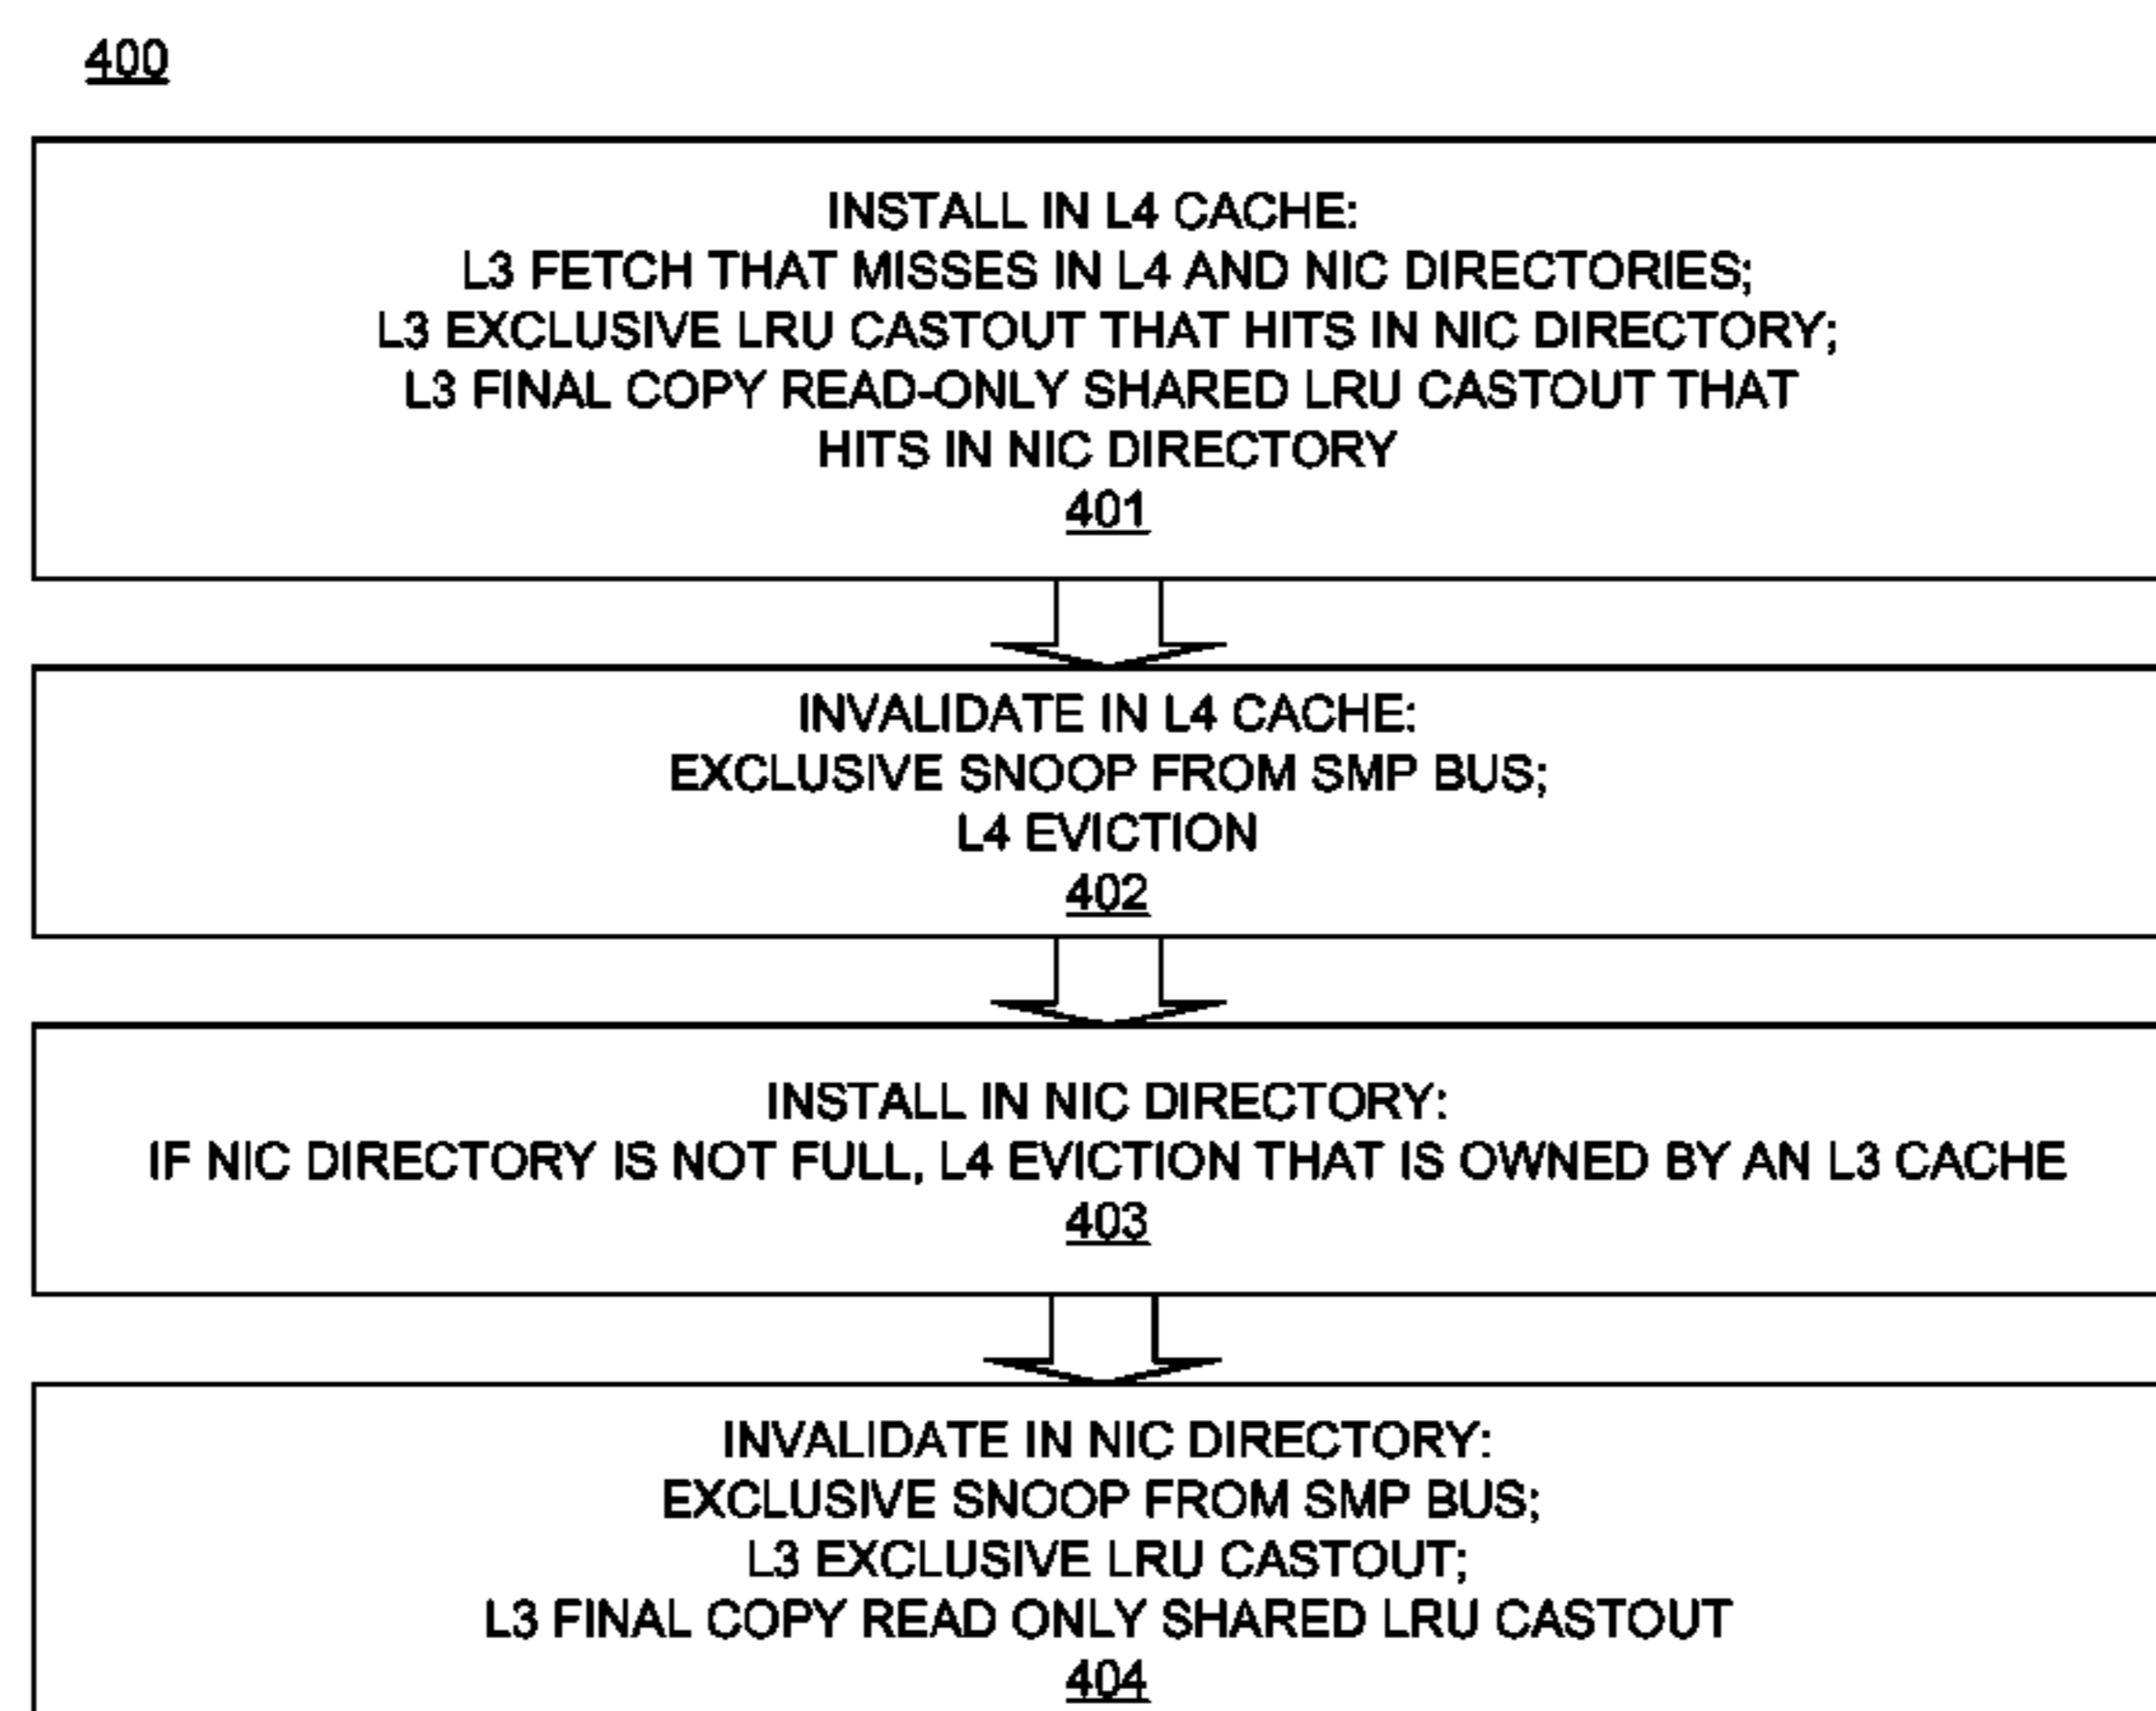 400
INSTALL IN L4 CACHE:
L3 FETCH THAT MISSES IN L4 AND NIC DIRECTORIES;
L3 EXCLUSIVE LRU CASTOUT THAT HITS IN NIC DIRECTORY;
L3 FINAL COPY READ-ONLY SHARED LRU CASTOUT THAT
HITS IN NIC DIRECTORY
401
INVALIDATE IN L4 CACHE:
EXCLUSIVE SNOOP FROM SMP BUS;
L4 EVICTION
402
INSTALL IN NIC DIRECTORY:
IF NIC DIRECTORY IS NOT FULL, L4 EVICTION THAT IS OWNED BY AN L3 CACHE
403
INVALIDATE IN NIC DIRECTORY:
EXCLUSIVE SNOOP FROM SMP BUS;
L3 EXCLUSIVE LRU CASTOUT;
L3 FINAL COPY READ ONLY SHARED LRU CASTOUT
404